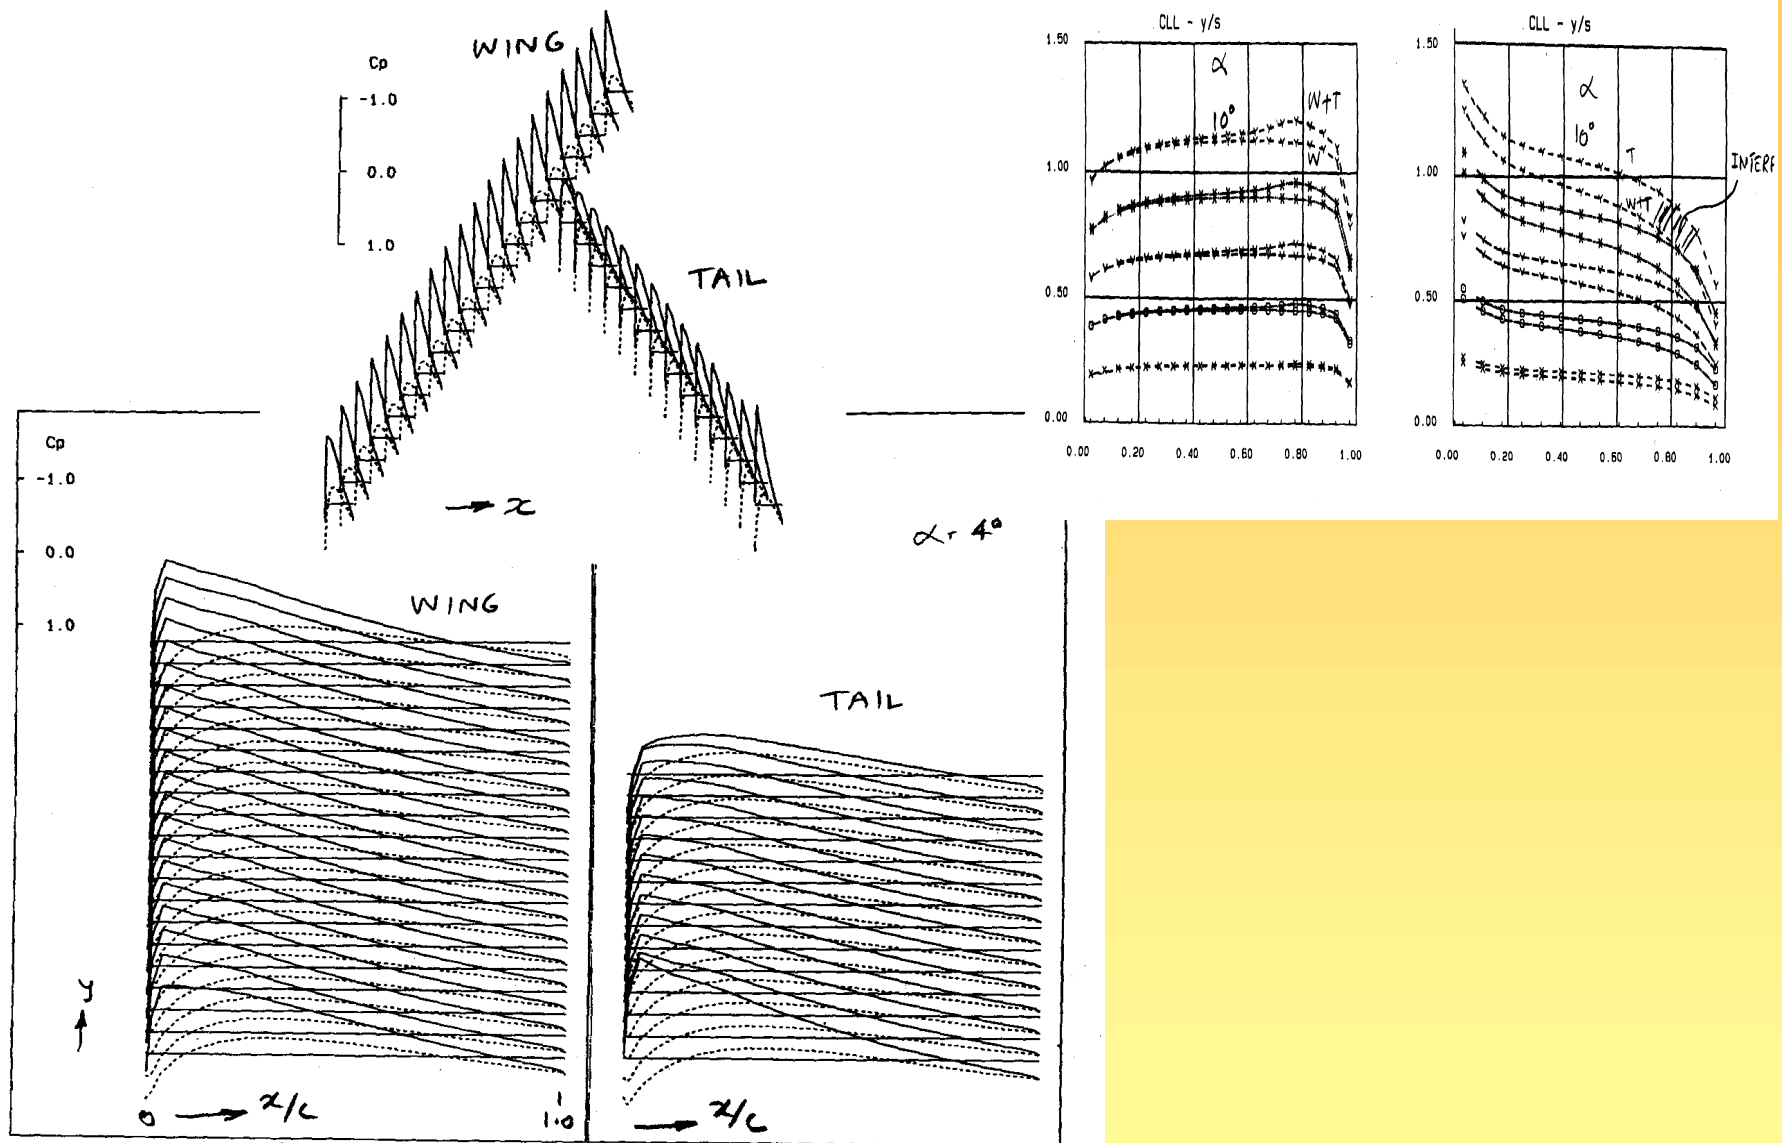 WING
Cp
-1.0
0.0
1.0
TAIL
→ x
α = 4°
Cp
-1.0
0.0
1.0
WING
TAIL
y
0 → x/c 1.0
→ x/c
CLL - y/s
1.50
1.00
0.50
0.00
0.00 0.20 0.40 0.60 0.80 1.00
α
10°
W+T
W
CLL - y/s
1.50
1.00
0.50
0.00
0.00 0.20 0.40 0.60 0.80 1.00
α
10°
T
W+T
INTERF